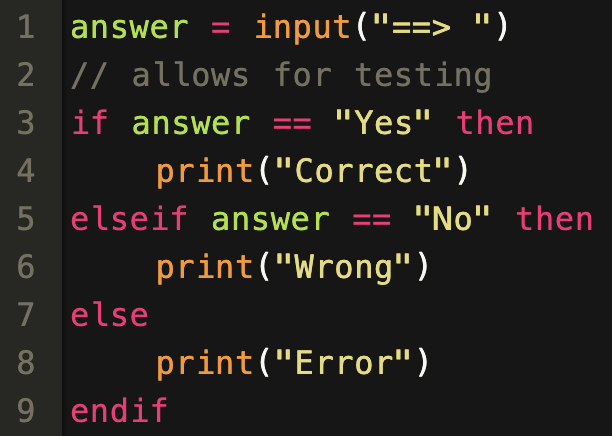 1 answer = input("==> ")
2 // allows for testing
3 if answer == "Yes" then
4     print("Correct")
5 elseif answer == "No" then
6     print("Wrong")
7 else
8     print("Error")
9 endif